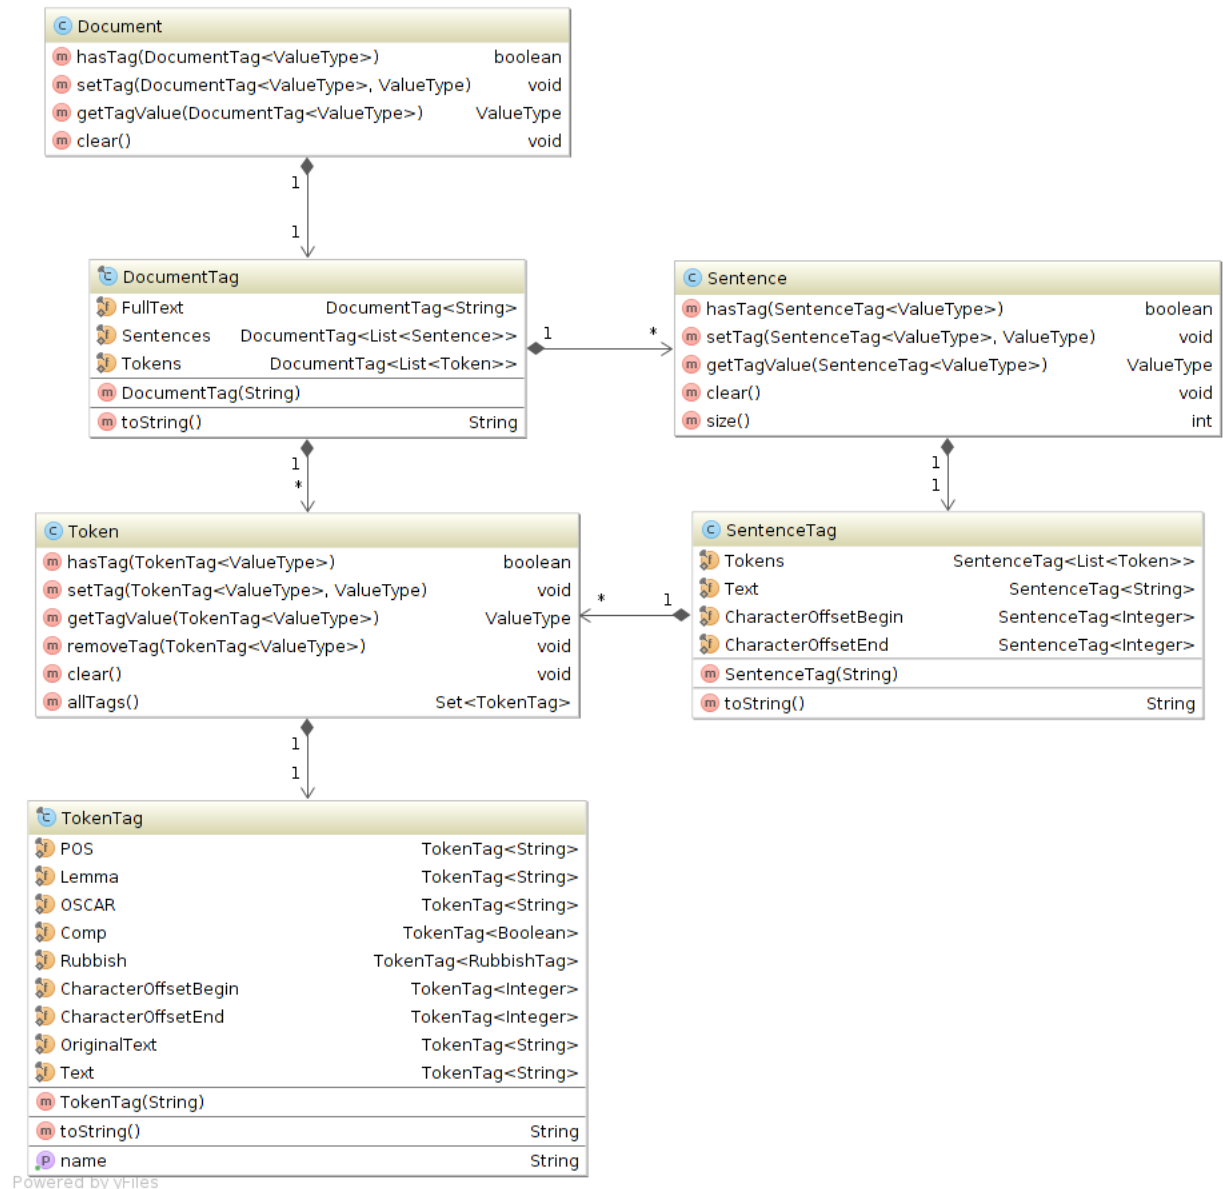 Document
hasTag(DocumentTag<ValueType>) boolean
setTag(DocumentTag<ValueType>, ValueType) void
getTagValue(DocumentTag<ValueType>) ValueType
clear() void
1
1
DocumentTag
FullText DocumentTag<String>
Sentences DocumentTag<List<Sentence>>
Tokens DocumentTag<List<Token>>
DocumentTag(String)
toString() String
1 *
Sentence
hasTag(SentenceTag<ValueType>) boolean
setTag(SentenceTag<ValueType>, ValueType) void
getTagValue(SentenceTag<ValueType>) ValueType
clear() void
size() int
1
*
1
1
Token
hasTag(TokenTag<ValueType>) boolean
setTag(TokenTag<ValueType>, ValueType) void
getTagValue(TokenTag<ValueType>) ValueType
removeTag(TokenTag<ValueType>) void
clear() void
allTags() Set<TokenTag>
* 1
SentenceTag
Tokens SentenceTag<List<Token>>
Text SentenceTag<String>
CharacterOffsetBegin SentenceTag<Integer>
CharacterOffsetEnd SentenceTag<Integer>
SentenceTag(String)
toString() String
1
1
TokenTag
POS TokenTag<String>
Lemma TokenTag<String>
OSCAR TokenTag<String>
Comp TokenTag<Boolean>
Rubbish TokenTag<RubbishTag>
CharacterOffsetBegin TokenTag<Integer>
CharacterOffsetEnd TokenTag<Integer>
OriginalText TokenTag<String>
Text TokenTag<String>
TokenTag(String)
toString() String
name String
Powered by yFiles